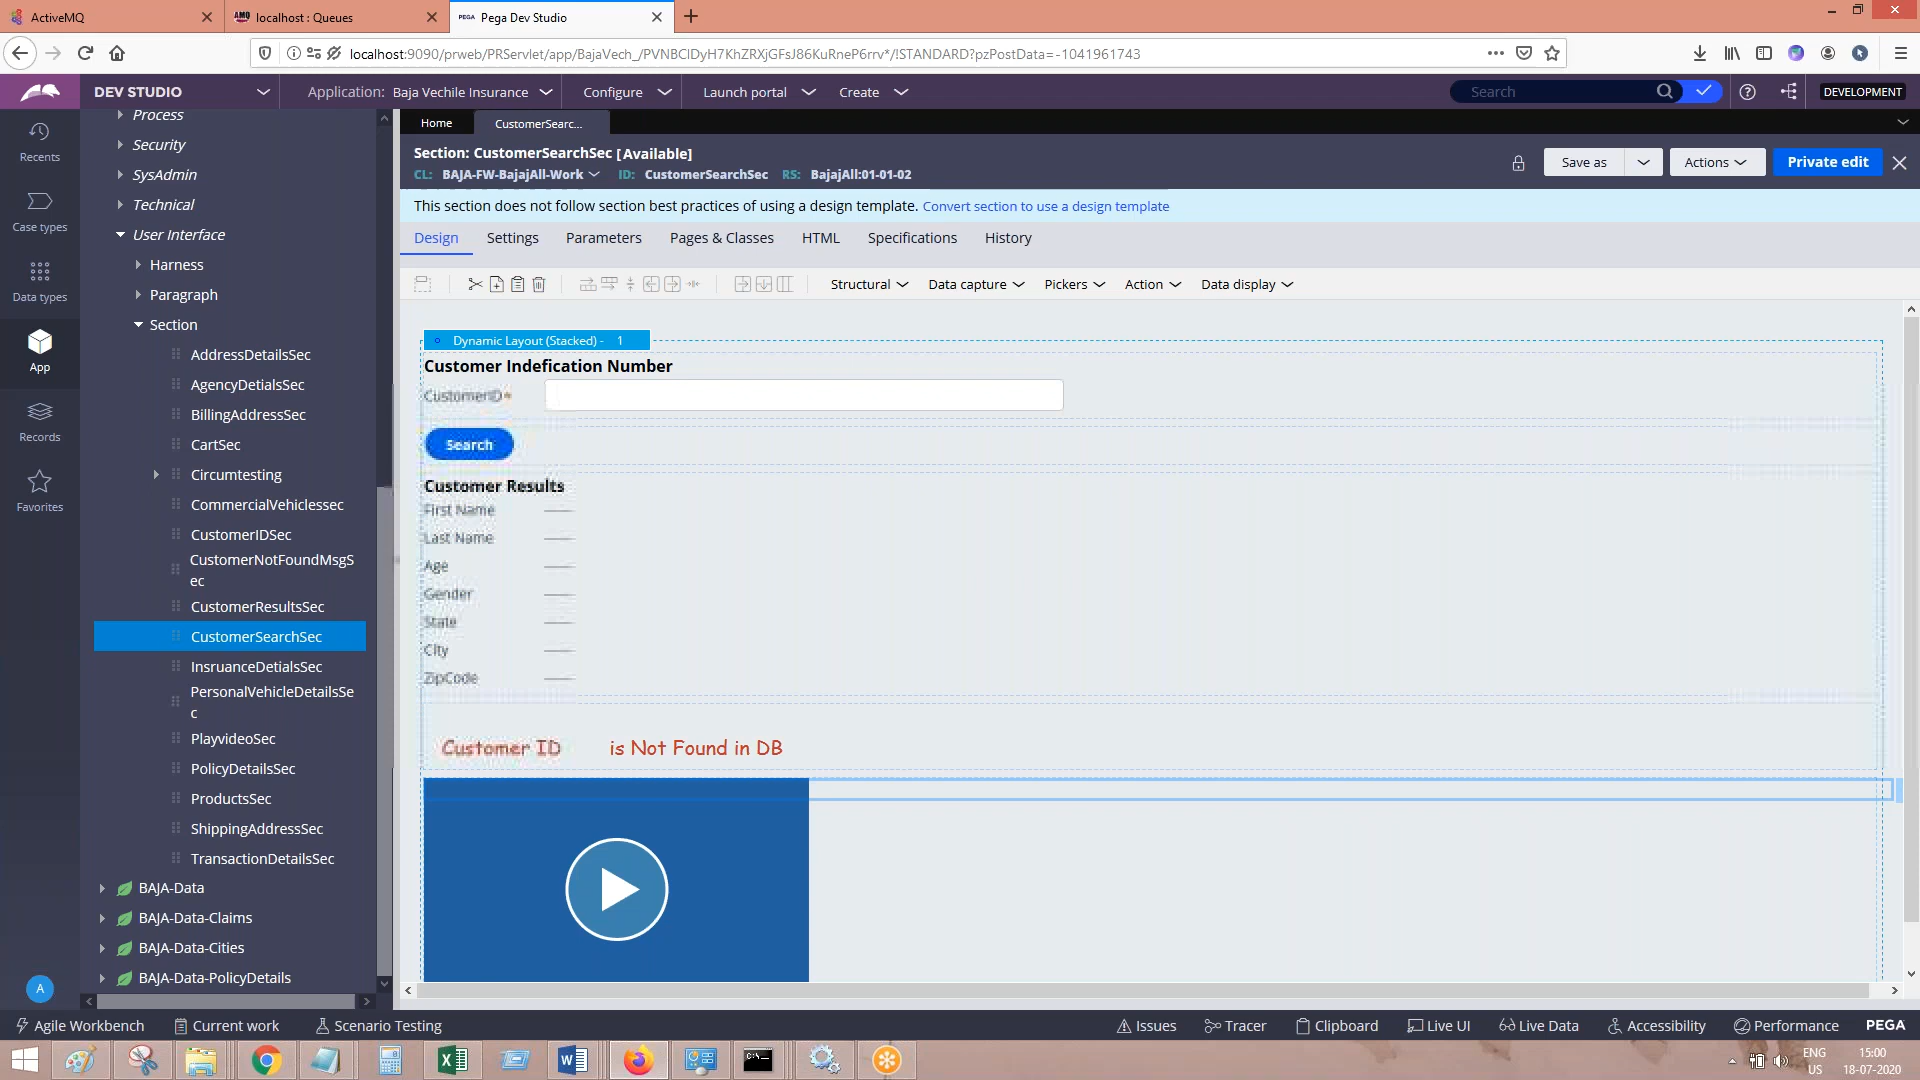 ActiveMQ
localhost : Queues
PEGA Pega Dev Studio
localhost:9090/prweb/PRServlet/app/BajaVech_/PVNBCIDyH7KhZRXjGFsJ86KuRneP6rrv*/!STANDARD?pzPostData=-1041961743
DEV STUDIO
Application: Baja Vechile Insurance
Configure
Launch portal
Create
Search
DEVELOPMENT
Recents
Case types
Data types
App
Records
Favorites
A
Process
Security
SysAdmin
Technical
User Interface
Harness
Paragraph
Section
AddressDetailsSec
AgencyDetialsSec
BillingAddressSec
CartSec
Circumtesting
CommercialVehiclessec
CustomerIDSec
CustomerNotFoundMsgS
ec
CustomerResultsSec
CustomerSearchSec
InsruanceDetialsSec
PersonalVehicleDetailsSe
c
PlayvideoSec
PolicyDetailsSec
ProductsSec
ShippingAddressSec
TransactionDetailsSec
BAJA-Data
BAJA-Data-Claims
BAJA-Data-Cities
BAJA-Data-PolicyDetails
Home
CustomerSearc...
Section: CustomerSearchSec [Available]
CL: BAJA-FW-BajajAll-Work ID: CustomerSearchSec RS: BajajAll:01-01-02
Save as
Actions
Private edit
This section does not follow section best practices of using a design template. Convert section to use a design template
Design Settings Parameters Pages & Classes HTML Specifications History
Structural Data capture Pickers Action Data display
Dynamic Layout (Stacked) - 1
Customer Indefication Number
CustomerID*
Search
Customer Results
First Name
Last Name
Age
Gender
State
City
ZipCode
Customer ID is Not Found in DB
Agile Workbench Current work Scenario Testing
Issues Tracer Clipboard Live UI Live Data Accessibility Performance PEGA
ENG
US
15:00
18-07-2020